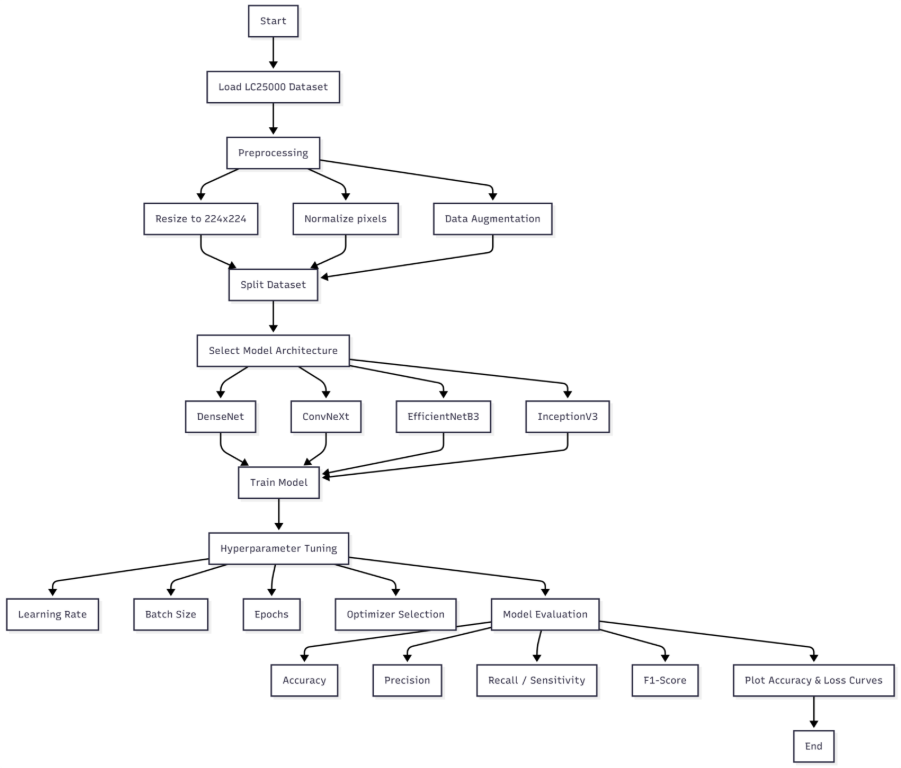 Start
Load LC25000 Dataset
Preprocessing
Resize to 224x224
Normalize pixels
Data Augmentation
Split Dataset
Select Model Architecture
DenseNet
ConvNeXt
EfficientNetB3
InceptionV3
Train Model
Hyperparameter Tuning
Learning Rate
Batch Size
Epochs
Optimizer Selection
Model Evaluation
Accuracy
Precision
Recall / Sensitivity
F1-Score
Plot Accuracy & Loss Curves
End